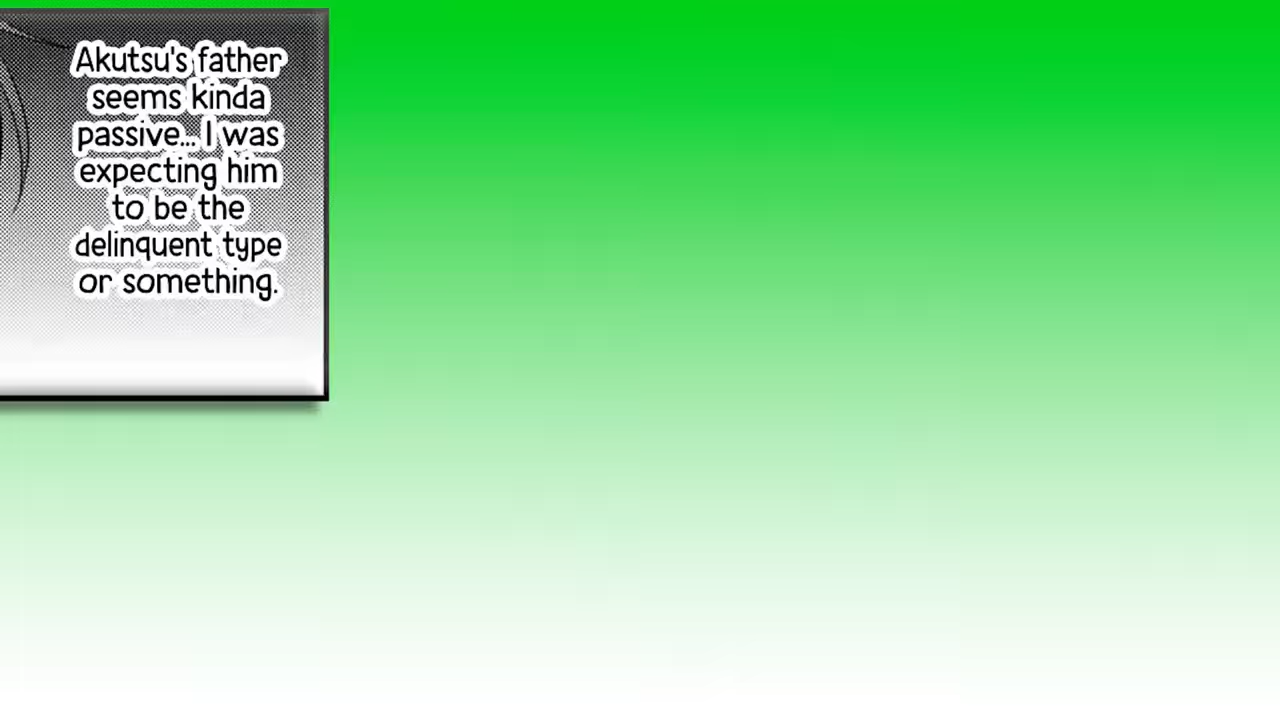 Akutsu's father
seems kinda
passive... I was
expecting him
to be the
delinquent type
or something.